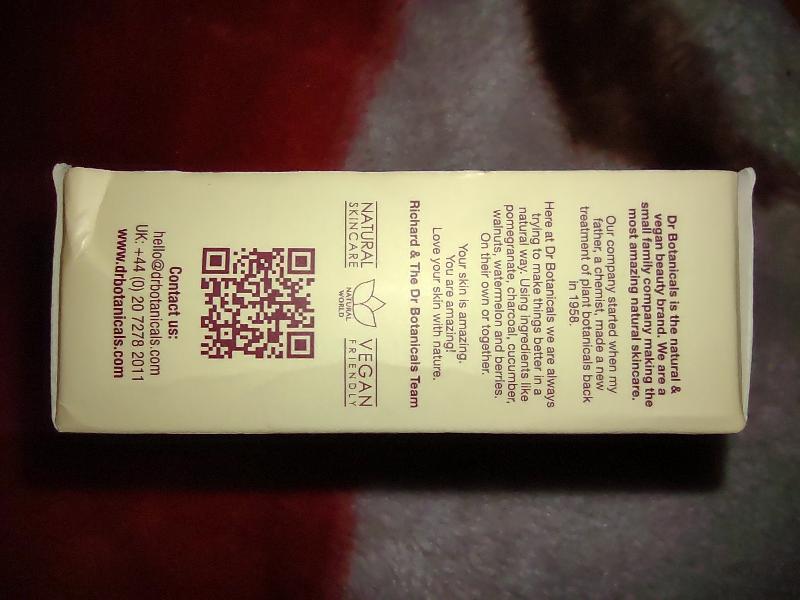 Dr Botanicals is the natural &
vegan beauty brand. We are a
small family company making the
most amazing natural skincare.
Our company started when my
father, a chemist, made a new
treatment of plant botanicals back
in 1958.
Here at Dr Botanicals we are always
trying to make things better in a
natural way. Using ingredients like
pomegranate, charcoal, cucumber,
walnuts, watermelon and berries.
On their own or together.
Your skin is amazing.
You are amazing!
Love your skin with nature.
Richard & The Dr Botanicals Team
NATURAL
SKINCARE
NATURAL
WORLD
VEGAN
FRIENDLY
Contact us:
hello@drbotanicals.com
UK: +44 (0) 20 7278 2011
www.drbotanicals.com